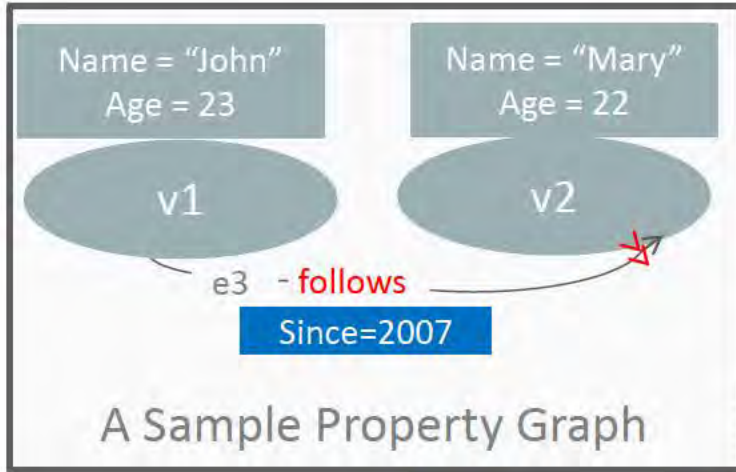 Name = “John”
Age = 23
Name = “Mary”
Age = 22
v1
v2
e3 - follows
Since=2007
A Sample Property Graph